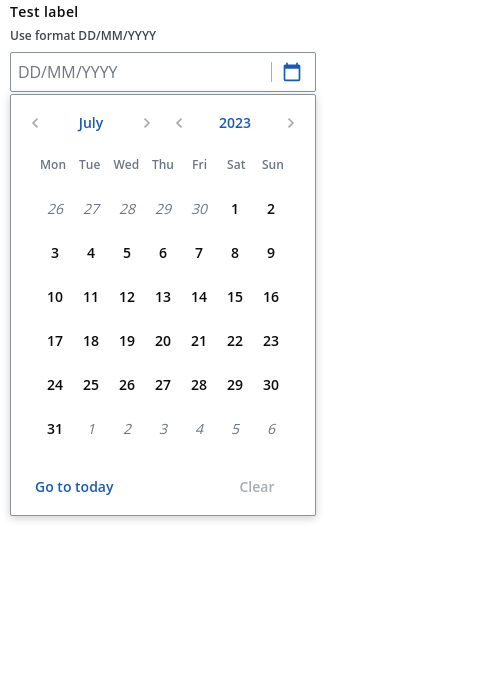 Test label
Use format DD/MM/YYYY
DD/MM/YYYY
July 2023
Mon Tue Wed Thu Fri Sat Sun
26 27 28 29 30 1 2
3 4 5 6 7 8 9
10 11 12 13 14 15 16
17 18 19 20 21 22 23
24 25 26 27 28 29 30
31 1 2 3 4 5 6
Go to today Clear